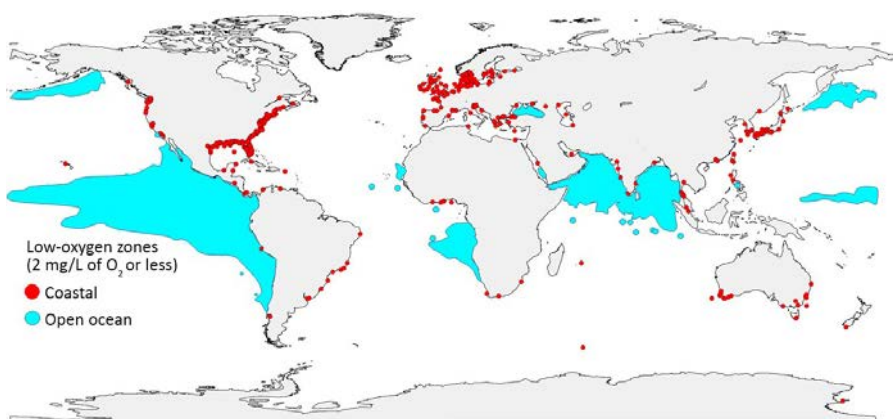 Low-oxygen zones
(2 mg/L of O₂ or less)
Coastal
Open ocean